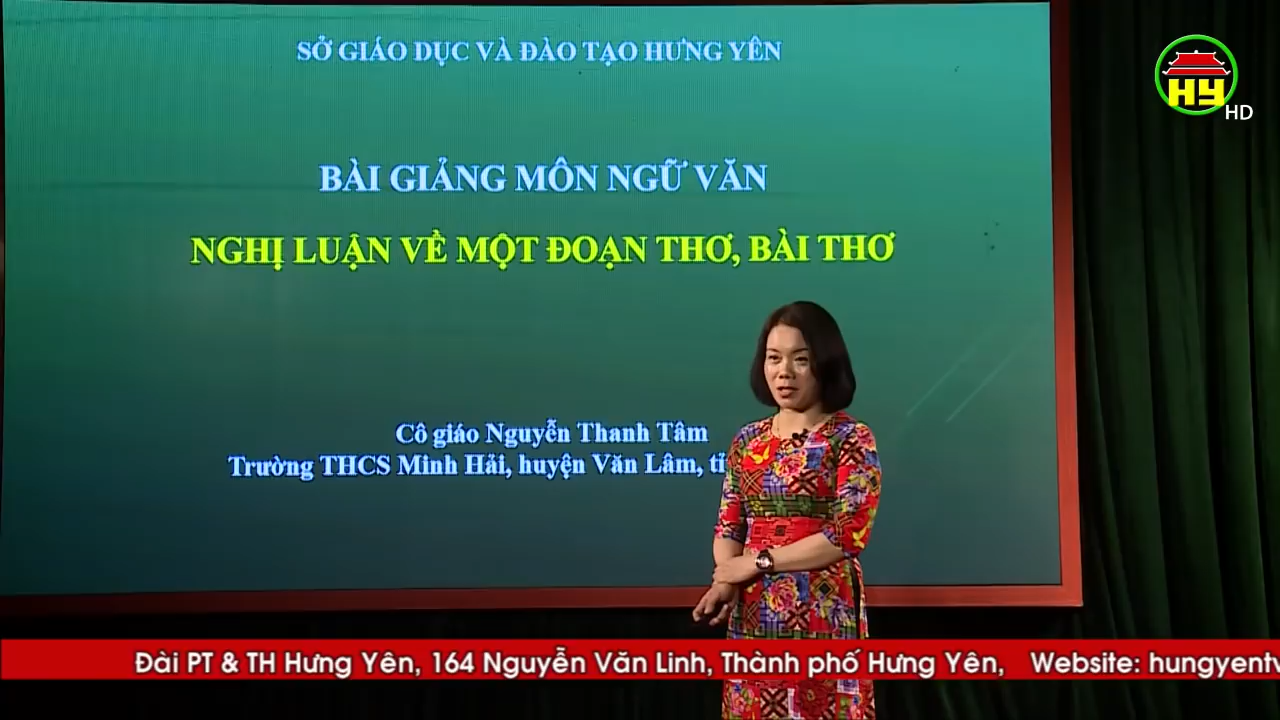 SỞ GIÁO DỤC VÀ ĐÀO TẠO HƯNG YÊN
HY
HD
BÀI GIẢNG MÔN NGỮ VĂN
NGHỊ LUẬN VỀ MỘT ĐOẠN THƠ, BÀI THƠ
Cô giáo Nguyễn Thanh Tâm
Trường THCS Minh Hải, huyện Văn Lâm,
Đài PT & TH Hưng Yên, 164 Nguyễn Văn Linh, Thành phố Hưng Yên, Website: hungyentv